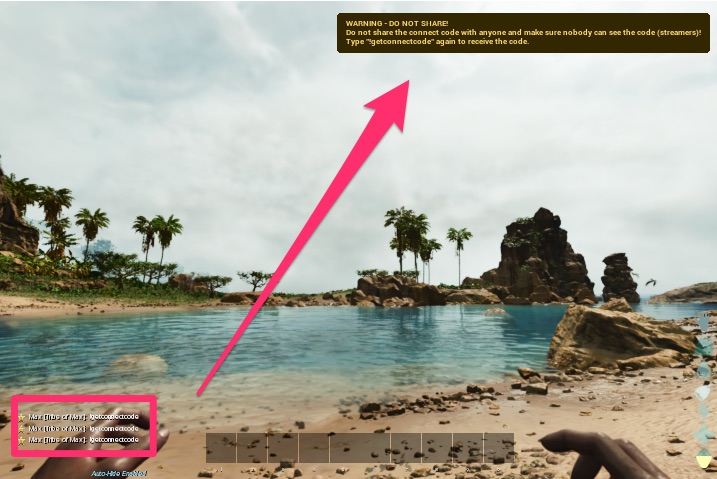 WARNING - DO NOT SHARE!
Do not share the connect code with anyone and make sure nobody can see the code (streamers)!
Type "!getconnectcode" again to receive the code.
Max [Tribe of Max]: !getconnectcode
Max [Tribe of Max]: !getconnectcode
Max [Tribe of Max]: !getconnectcode
Auto-Hide Enabled